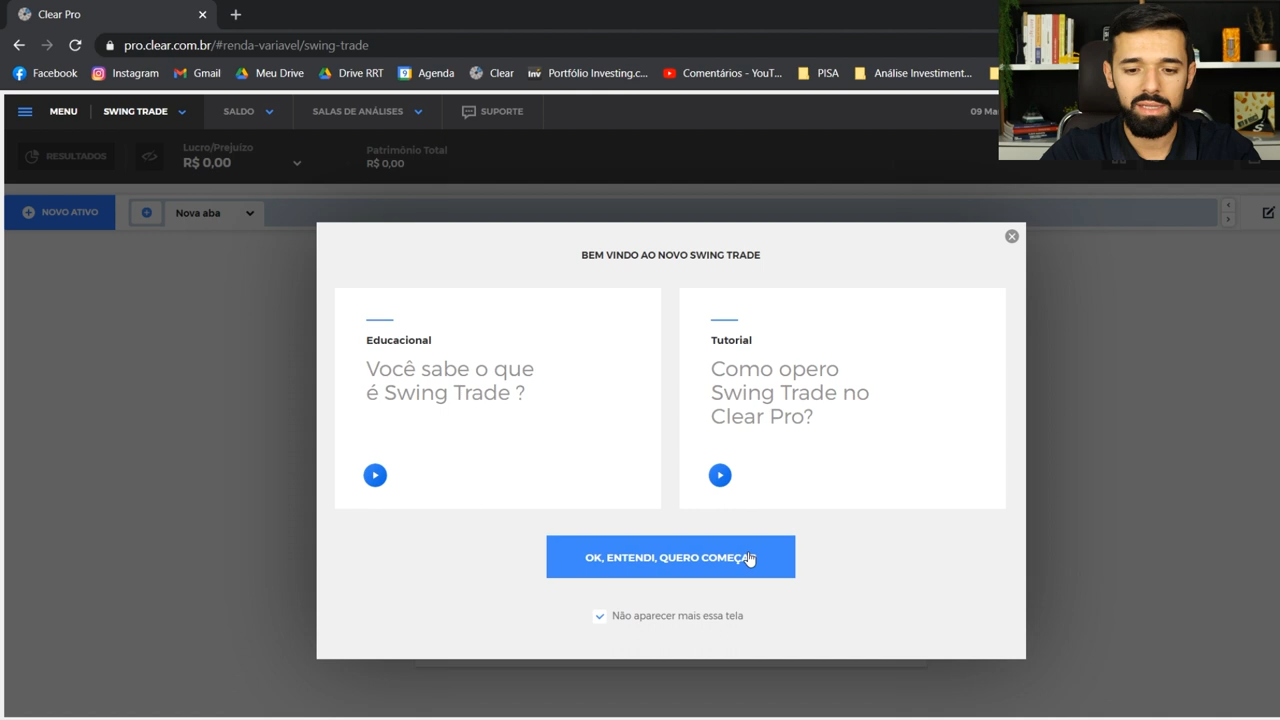 Clear Pro
pro.clear.com.br/#renda-variavel/swing-trade
Facebook Instagram Gmail Meu Drive Drive RRT Agenda Clear Portfólio Investing.c... Comentários - YouT... PISA Análise Investiment...
MENU SWING TRADE SALDO SALAS DE ANÁLISES SUPORTE 09 Ma
RESULTADOS
Lucro/Prejuízo
R$ 0,00
Patrimônio Total
R$ 0,00
NOVO ATIVO
Nova aba
BEM VINDO AO NOVO SWING TRADE
Educacional
Você sabe o que
é Swing Trade ?
Tutorial
Como opero
Swing Trade no
Clear Pro?
OK, ENTENDI, QUERO COMEÇA
Não aparecer mais essa tela